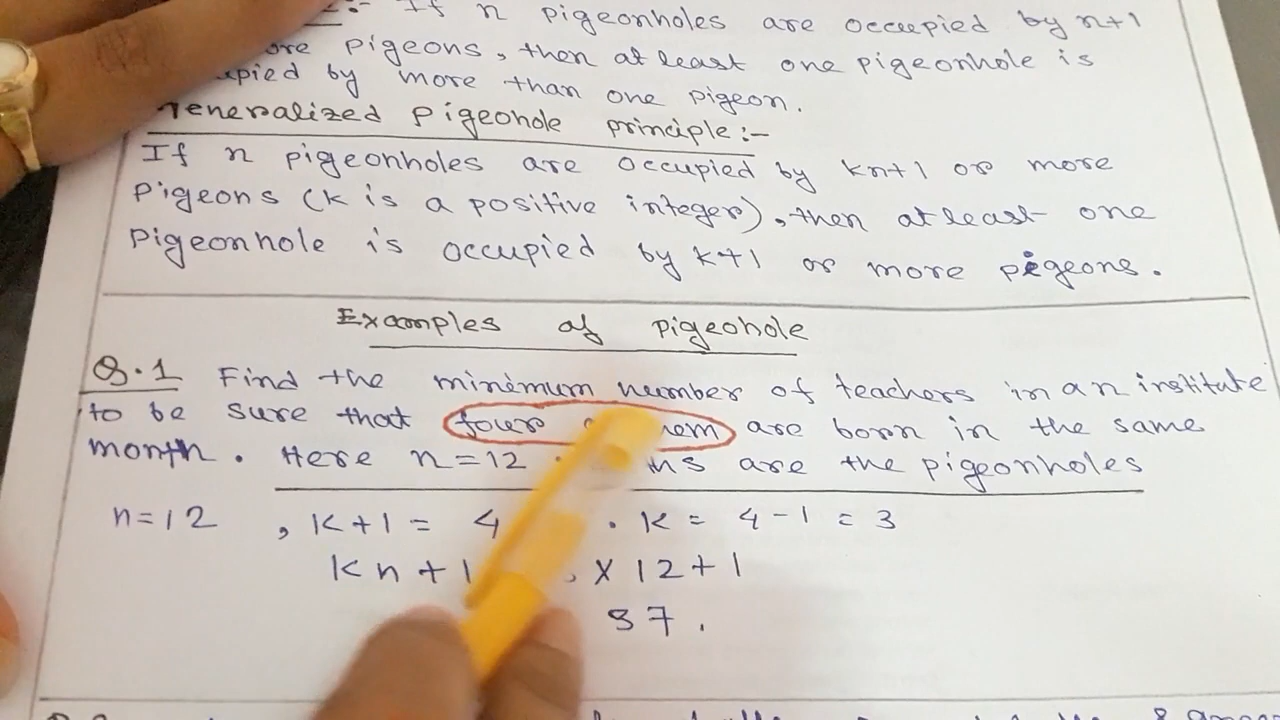 If n pigeonholes are occupied by n+1
pigeons, then at least one pigeonhole is
by more than one pigeon.
Generalized pigeohole principle:-
If n pigeonholes are occupied by kn+1 or more
pigeons (k is a positive integer), then at least one
pigeonhole is occupied by k+1 or more pigeons.
Examples of pigeohole
Q.1 Find the minimum number of teachers in an institute
to be sure that four are born in the same
month. Here n=12 are the pigeonholes
n=12 , k+1 = 4 . k = 4-1 = 3
kn+1 X 12+1
37.